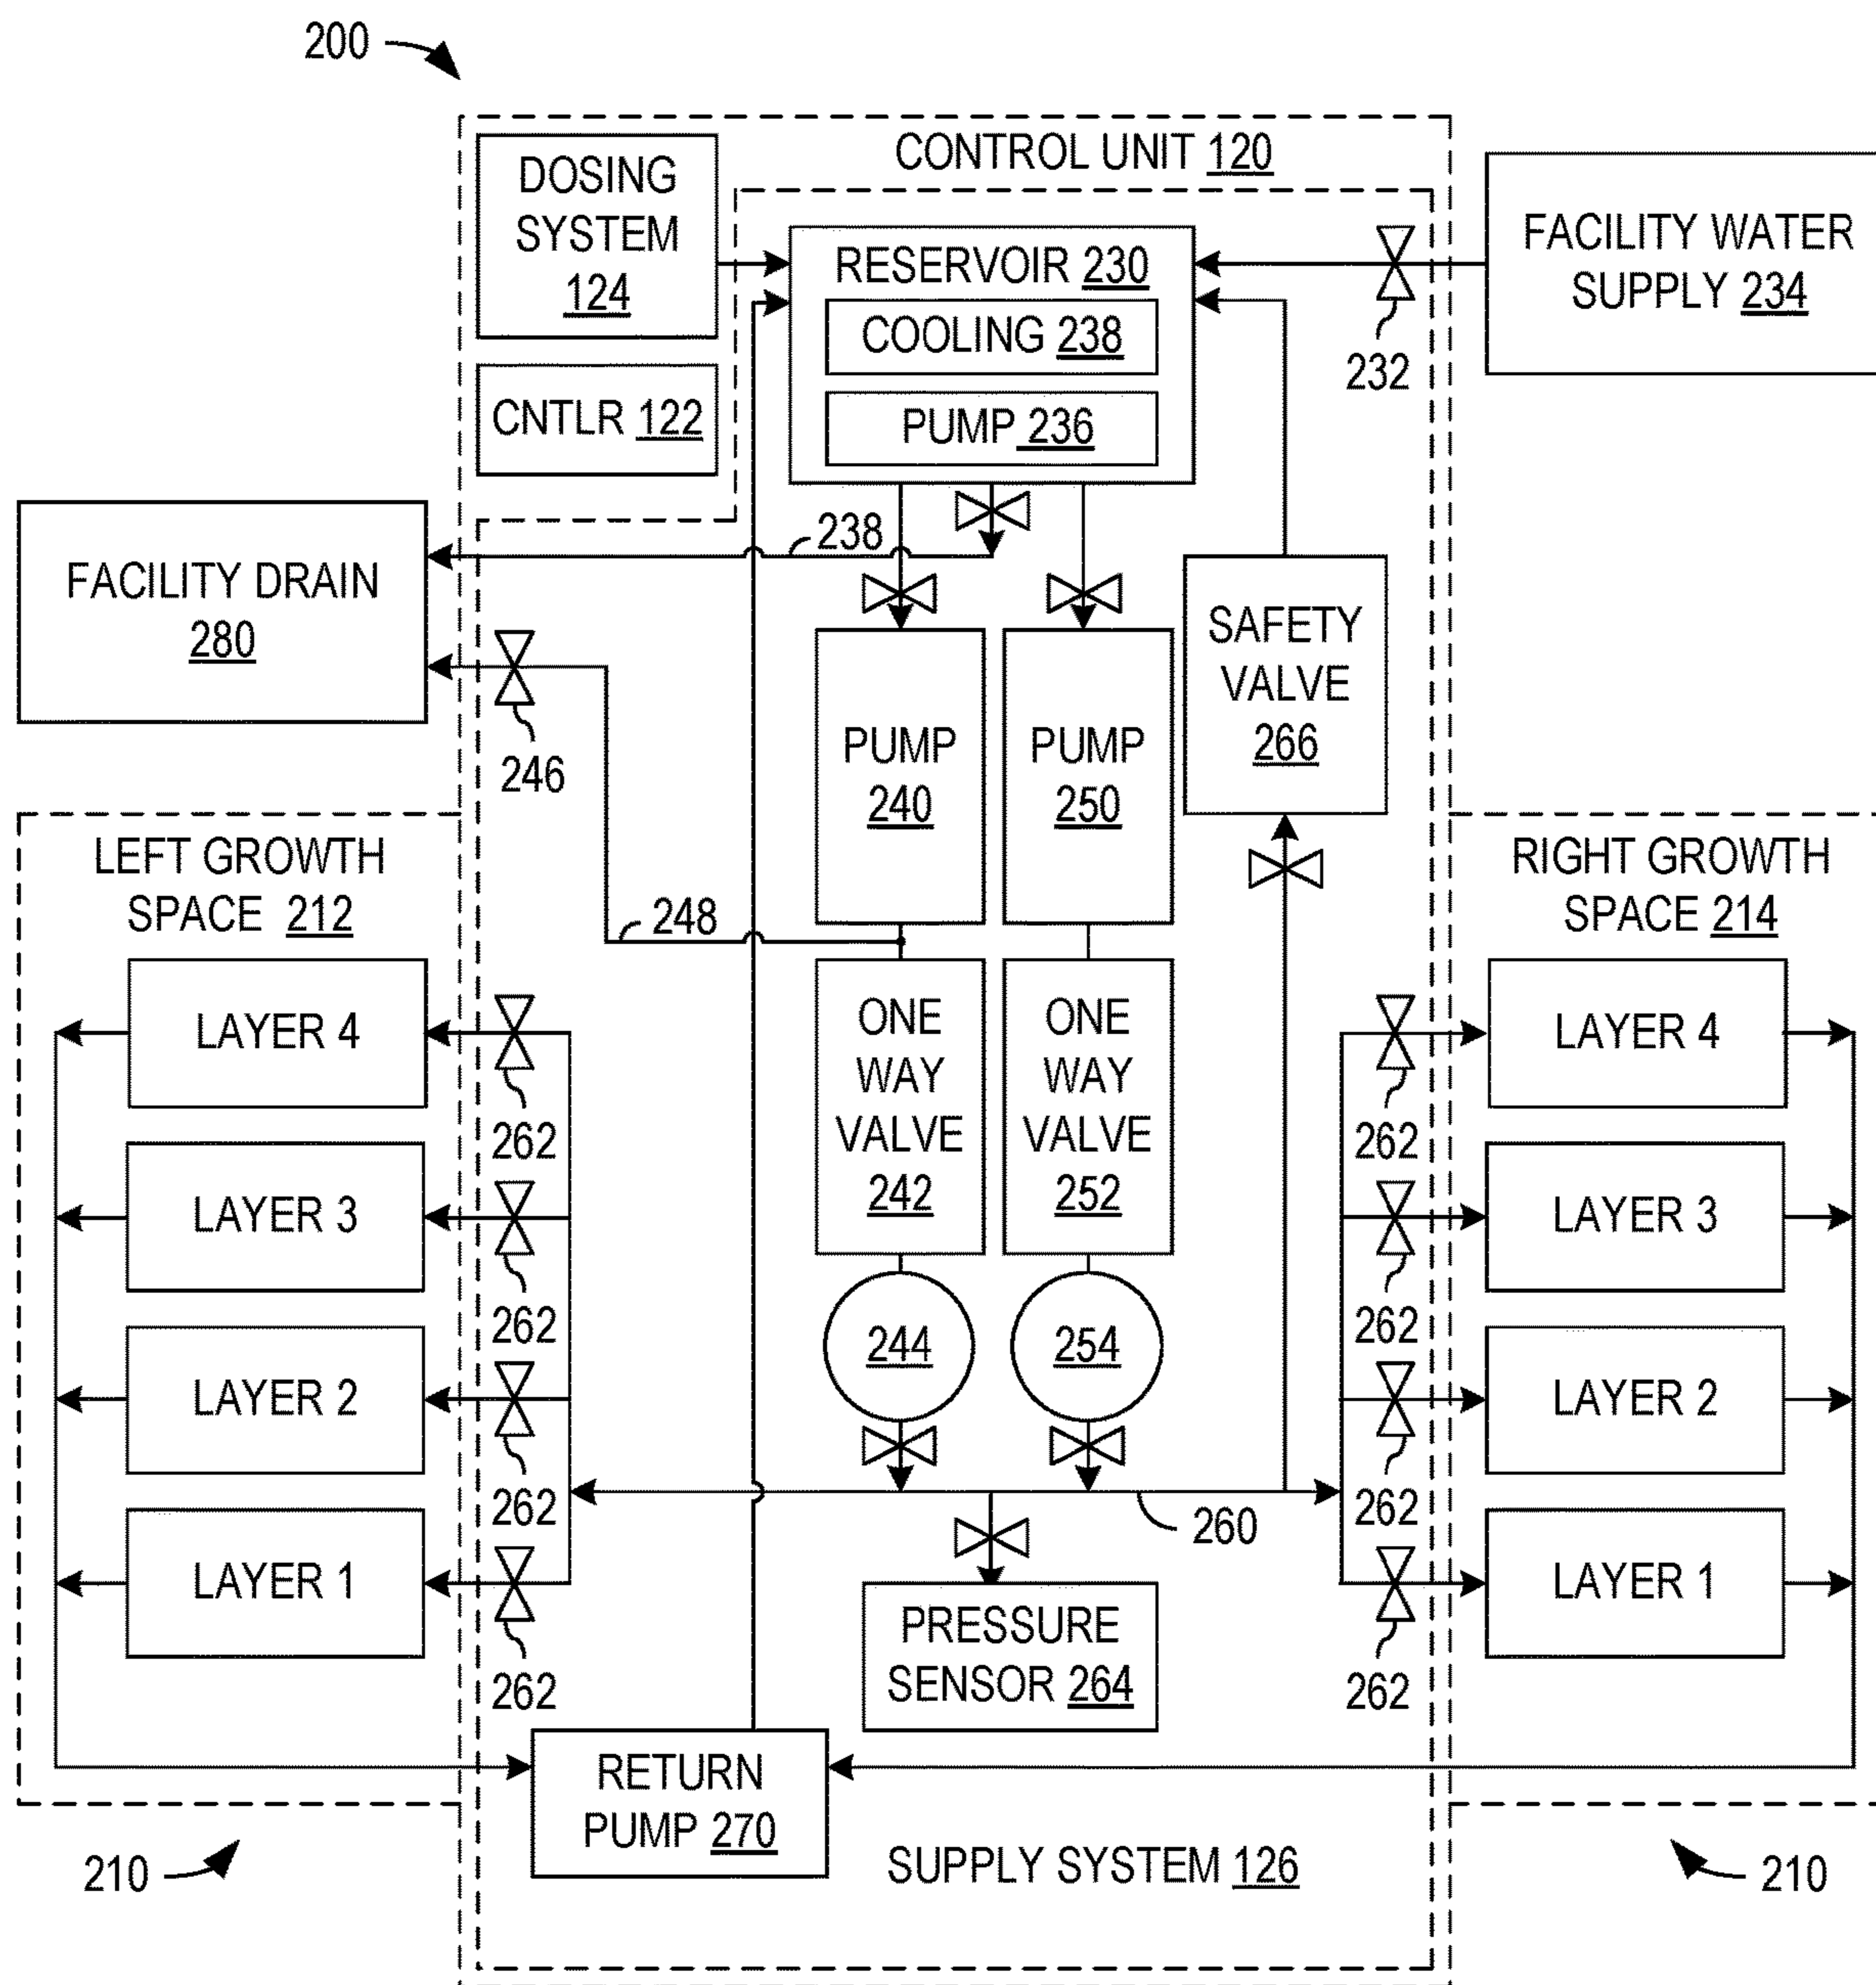 200
CONTROL UNIT 120
DOSING
SYSTEM
124
CNTLR 122
RESERVOIR 230
COOLING 238
PUMP 236
232
FACILITY WATER
SUPPLY 234
FACILITY DRAIN
280
238
246
248
PUMP
240
PUMP
250
SAFETY
VALVE
266
ONE
WAY
VALVE
242
ONE
WAY
VALVE
252
244
254
LEFT GROWTH
SPACE 212
LAYER 4
LAYER 3
LAYER 2
LAYER 1
262
262
262
262
RIGHT GROWTH
SPACE 214
LAYER 4
LAYER 3
LAYER 2
LAYER 1
262
262
262
262
260
PRESSURE
SENSOR 264
RETURN
PUMP 270
SUPPLY SYSTEM 126
210
210